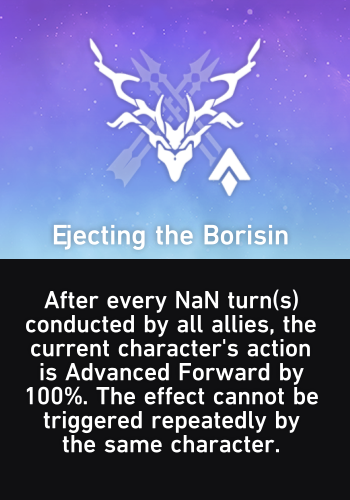 Ejecting the Borisin
After every NaN turn(s)
conducted by all allies, the
current character's action
is Advanced Forward by
100%. The effect cannot be
triggered repeatedly by
the same character.